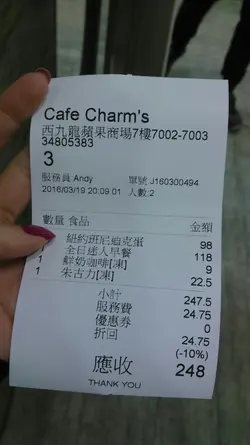 Cafe Charm's
西九龍蘋果商場7樓7002-7003
34805383
3
服務員 Andy 單號 J160300494
2016/03/19 20:09:01 人數:2
數量 食品 金額
紐約班尼迪克蛋 98
1 全日迷人早餐 118
1 鮮奶咖啡[凍] 9
1 朱古力[凍] 22.5
小計 247.5
服務費 24.75
優惠券 0
折回 24.75
(-10%)
應收 248
THANK YOU